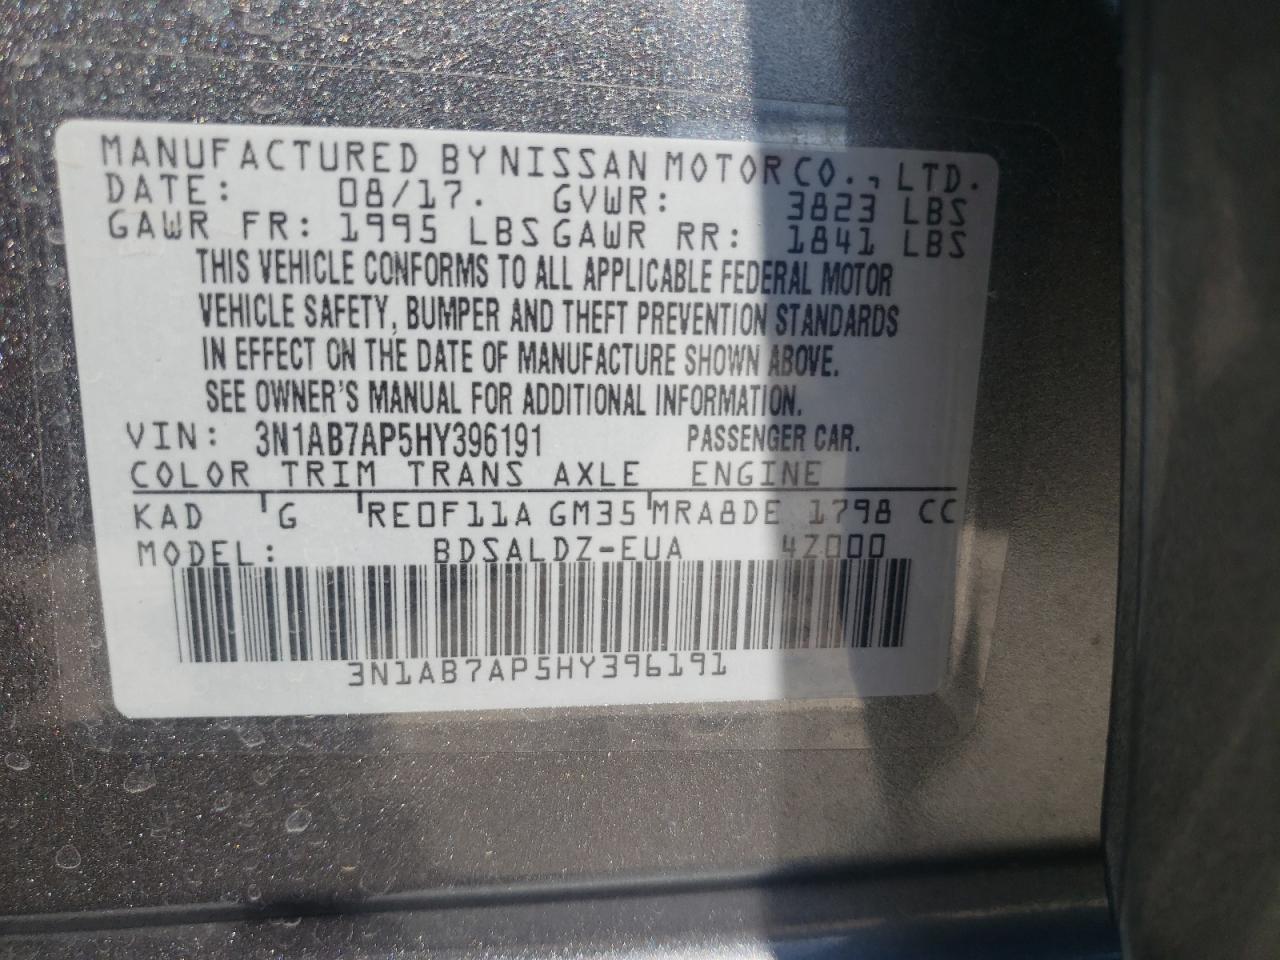 MANUFACTURED BY NISSAN MOTOR CO., LTD.
DATE: 08/17. GVWR: 3823 LBS
GAWR FR: 1995 LBS GAWR RR: 1841 LBS
THIS VEHICLE CONFORMS TO ALL APPLICABLE FEDERAL MOTOR
VEHICLE SAFETY, BUMPER AND THEFT PREVENTION STANDARDS
IN EFFECT ON THE DATE OF MANUFACTURE SHOWN ABOVE.
SEE OWNER'S MANUAL FOR ADDITIONAL INFORMATION.
VIN: 3N1AB7AP5HY396191 PASSENGER CAR.
COLOR TRIM TRANS AXLE ENGINE
KAD G RE0F11A GM35 MRA8DE 1798 CC
MODEL: BDSALDZ-EUA 4Z000
3N1AB7AP5HY396191